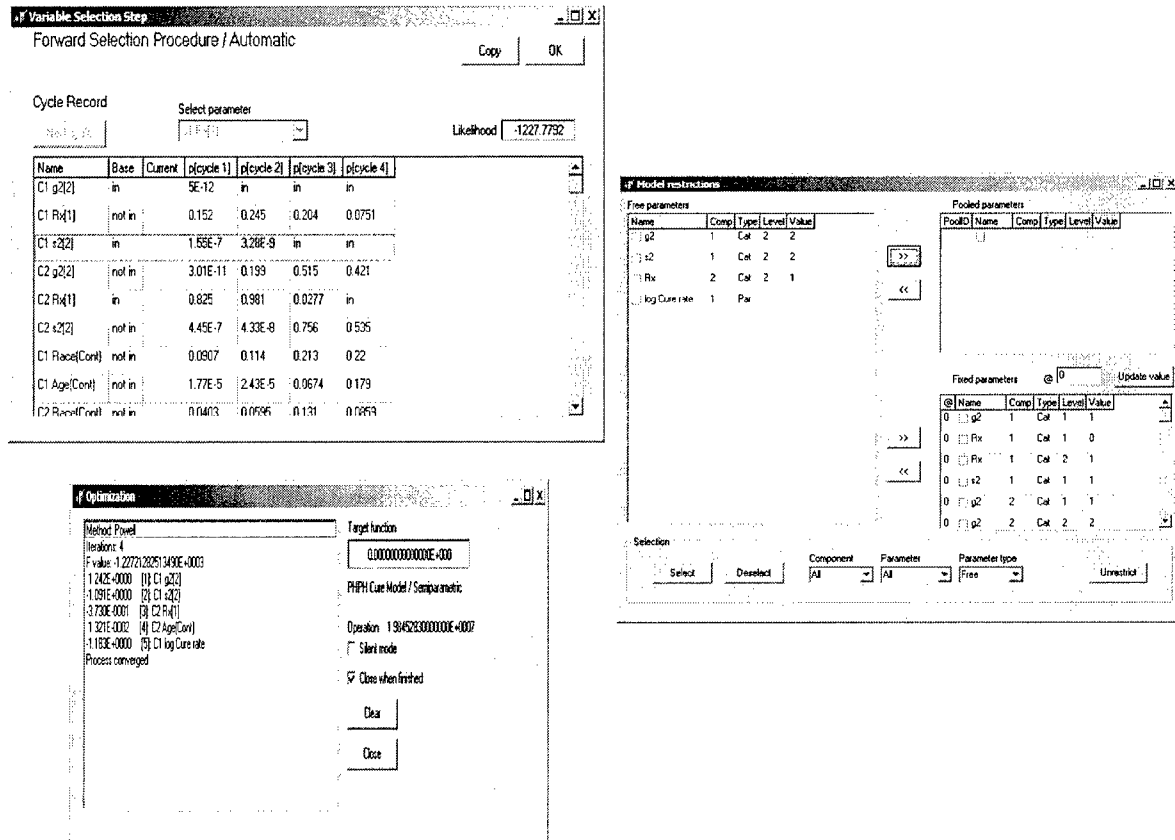 Variable Selection Step
Forward Selection Procedure / Automatic
Copy OK
Cycle Record
Select parameter
Likelihood -1227.7792
Name Base Current p[cycle 1] p[cycle 2] p[cycle 3] p[cycle 4]
C1 g2[2] in 5E-12 in in in
C1 Rx[1] not in 0.152 0.245 0.204 0.0751
C1 s2[2] in 1.55E-7 3.28E-9 in in
C2 g2[2] not in 3.01E-11 0.199 0.515 0.421
C2 Rx[1] in 0.825 0.981 0.0277 in
C2 s2[2] not in 4.45E-7 4.33E-8 0.756 0.535
C1 Race(Cont) not in 0.0907 0.114 0.213 0.22
C1 Age(Cont) not in 1.77E-5 2.43E-5 0.0674 0.179
C2 Race(Cont) not in 0.0403 0.0595 0.131 0.0859
Model restrictions
Free parameters
Name Comp Type Level Value
g2 1 Cat 2 2
s2 1 Cat 2 2
Rx 2 Cat 2 1
log Cure rate 1 Par
>>
<<
>>
<<
Pooled parameters
PoolID Name Comp Type Level Value
Fixed parameters @ 0 Update value
@ Name Comp Type Level Value
0 g2 1 Cat 1 1
0 Rx 1 Cat 1 0
0 Rx 1 Cat 2 1
0 s2 1 Cat 1 1
0 g2 2 Cat 1 1
0 g2 2 Cat 2 2
Selection
Select Deselect
Component
All
Parameter
All
Parameter type
Free
Unrestrict
Optimization
Method: Powell
Iterations: 4
F value: -1.22721282513490E+0003
1.242E+0000 [1]: C1 g2[2]
-1.091E+0000 [2]: C1 s2[2]
-3.730E-0001 [3]: C2 Rx[1]
1.321E-0002 [4]: C2 Age(Cont)
-1.163E+0000 [5]: C1 log Cure rate
Process converged
Target function
0.00000000000000E+000
PHPH Cure Model / Semiparametric
Operation: 1.98452830000000E+0007
Silent mode
Close when finished
Clear
Close